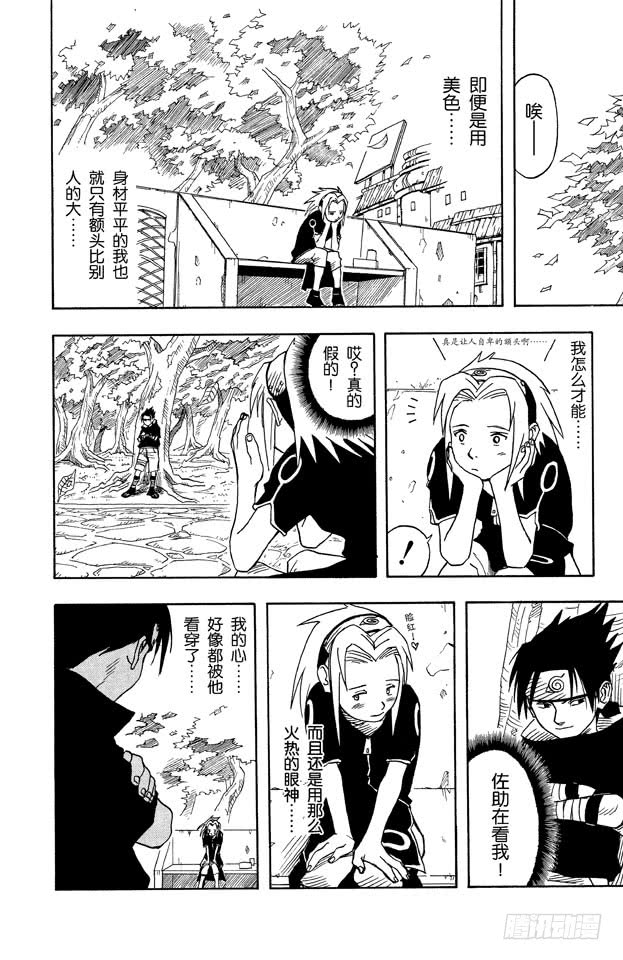 唉——
即便是用
美色……
身材平平的我也
就只有额头比别
人的大……
我怎么才能……
真是让人自卑的额头啊……
！
哎？真的
假的！
佐助在看我！
脸红！♥
而且还是用那么
火热的眼神
……
我的心……
好像都被他
看穿了……
腾讯动漫